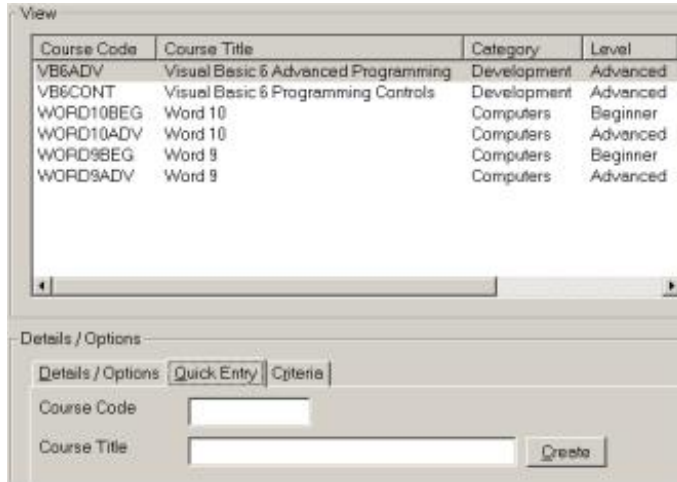 View
Course Code Course Title Category Level
VB6ADV Visual Basic 6 Advanced Programming Development Advanced
VB6CONT Visual Basic 6 Programming Controls Development Advanced
WORD10BEG Word 10 Computers Beginner
WORD10ADV Word 10 Computers Advanced
WORD9BEG Word 9 Computers Beginner
WORD9ADV Word 9 Computers Advanced
Details / Options
Details / Options Quick Entry Criteria
Course Code
Course Title Create